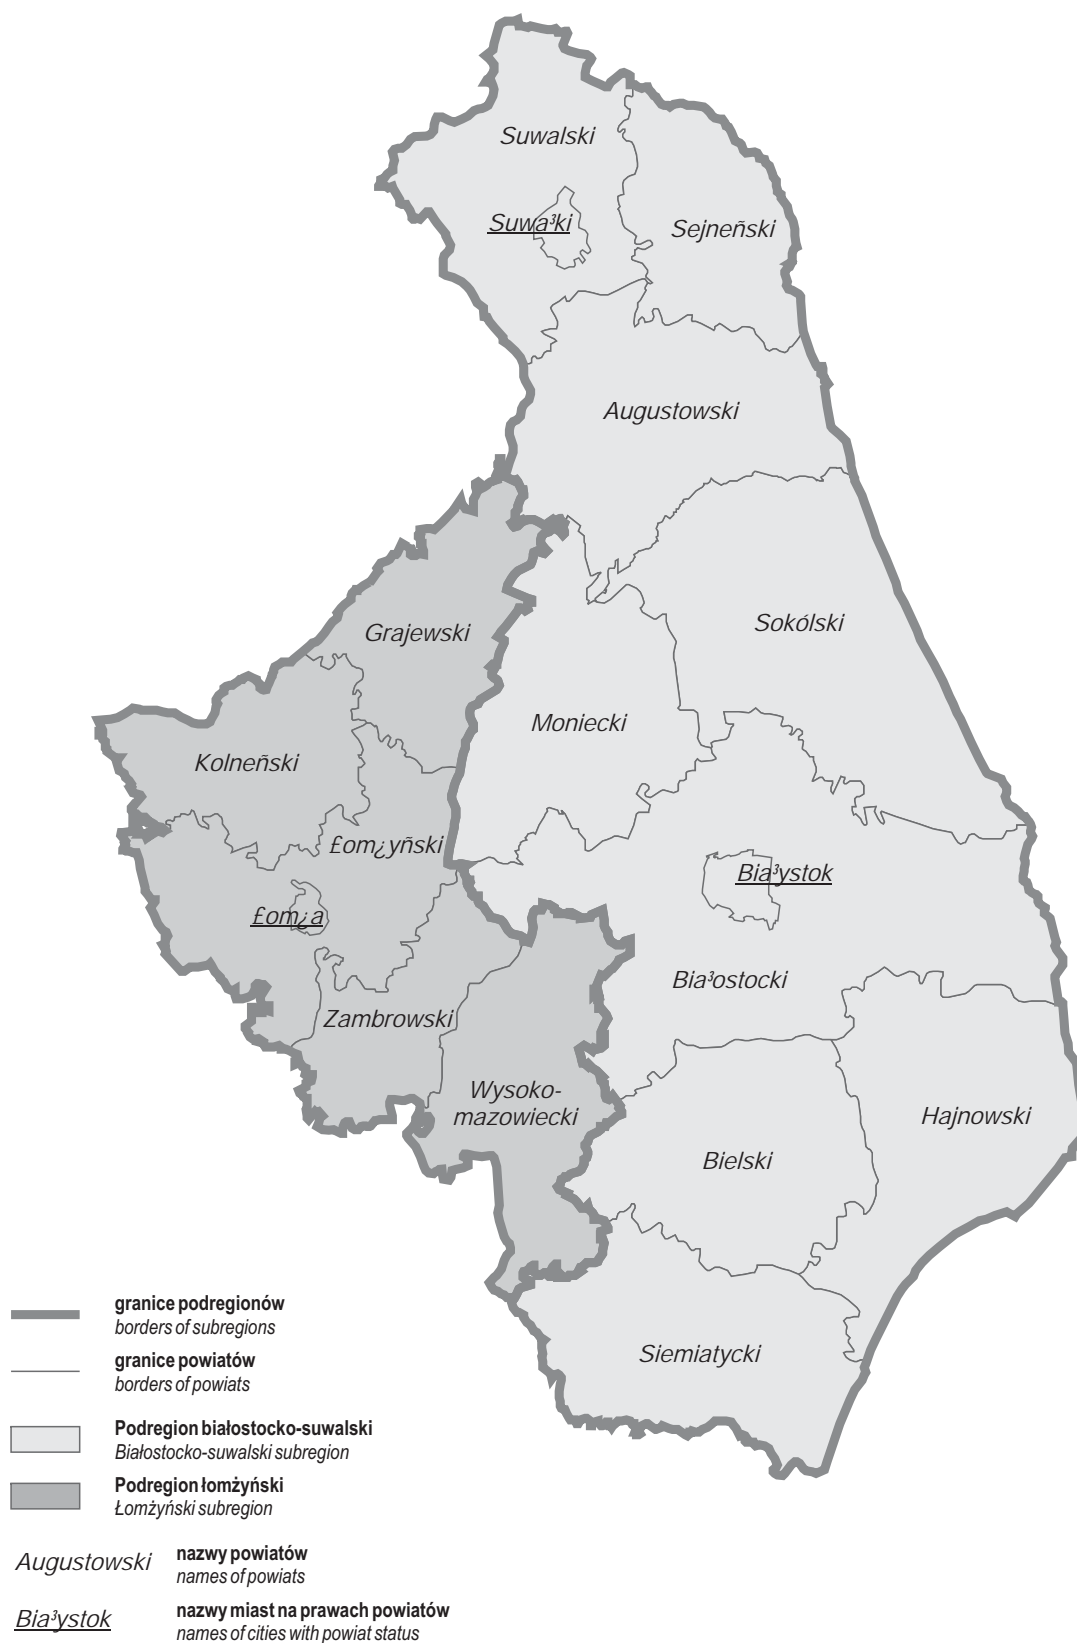 Suwalski
Suwa³ki
Sejneñski
Augustowski
Grajewski
Sokólski
Moniecki
Kolneñski
£om¿yñski
Bia³ystok
£om¿a
Bia³ostocki
Zambrowski
Wysoko-
mazowiecki
Hajnowski
Bielski
Siemiatycki
granice podregionów
borders of subregions
granice powiatów
borders of powiats
Podregion białostocko-suwalski
Białostocko-suwalski subregion
Podregion łomżyński
Łomżyński subregion
Augustowski nazwy powiatów
names of powiats
Bia³ystok nazwy miast na prawach powiatów
names of cities with powiat status